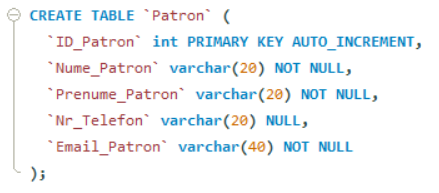 CREATE TABLE `Patron` (
`ID_Patron` int PRIMARY KEY AUTO_INCREMENT,
`Nume_Patron` varchar(20) NOT NULL,
`Prenume_Patron` varchar(20) NOT NULL,
`Nr_Telefon` varchar(20) NULL,
`Email_Patron` varchar(40) NOT NULL
);